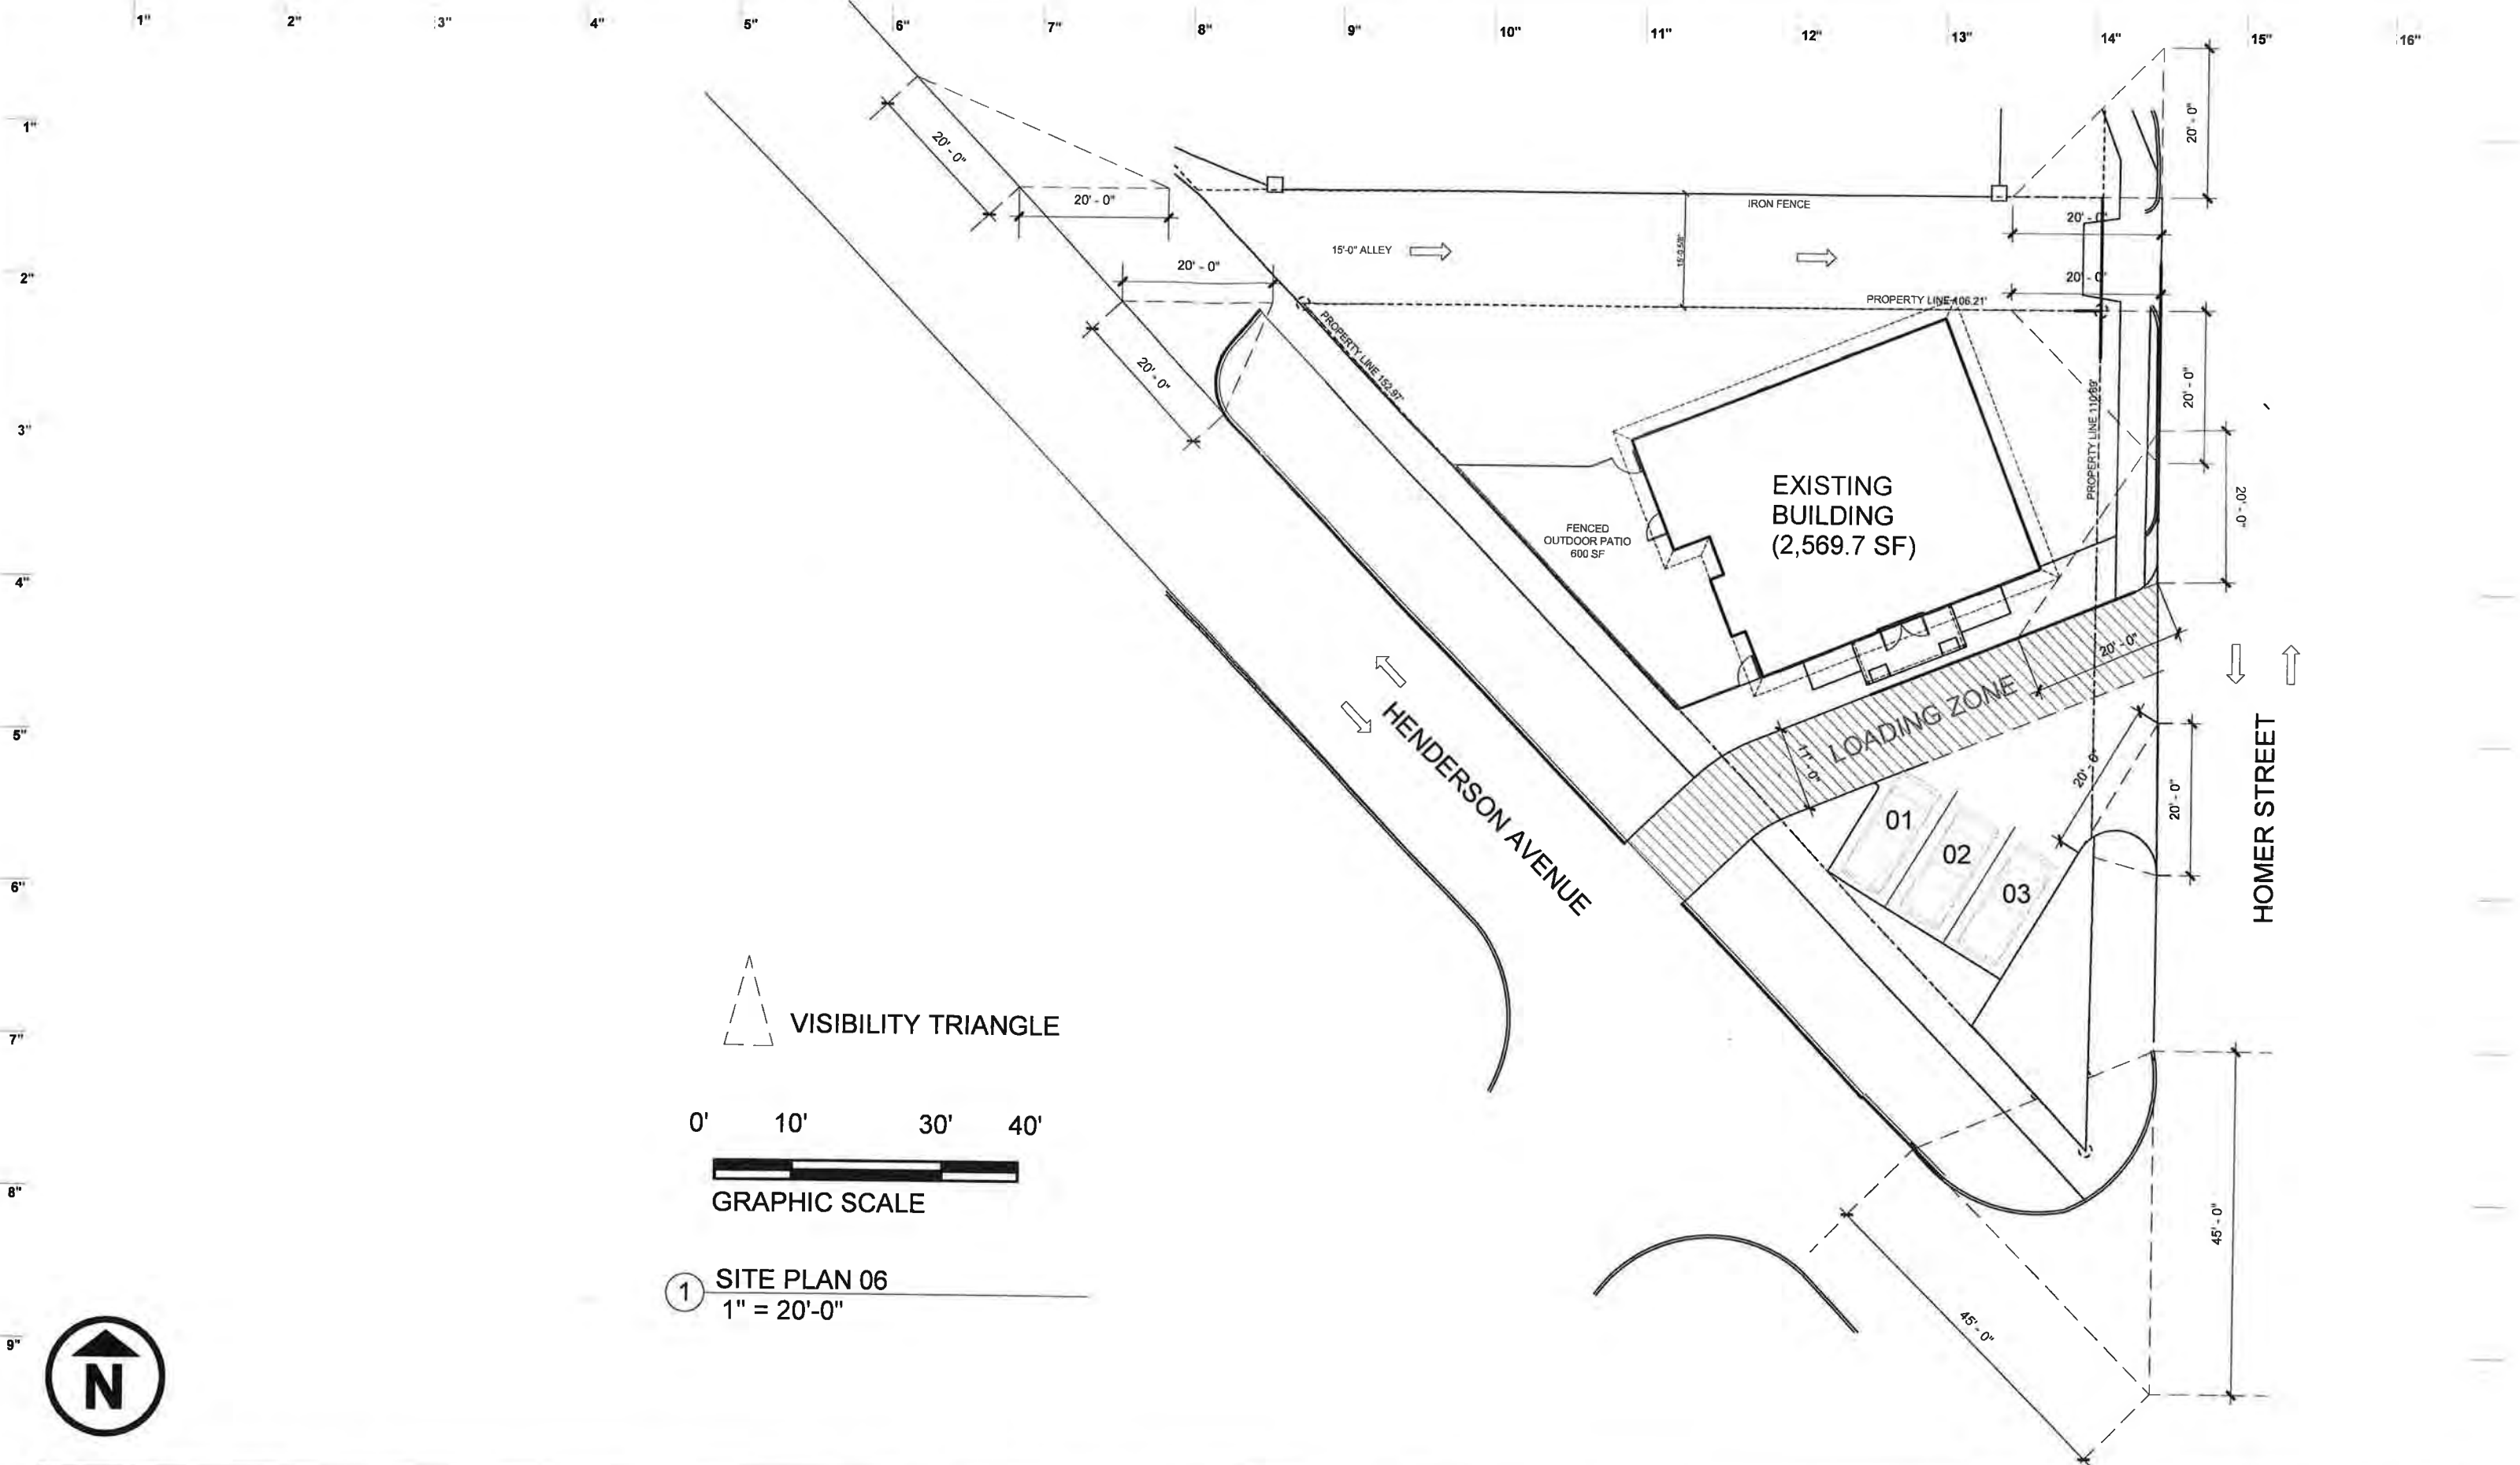 1" 2" 3" 4" 5" 6" 7" 8" 9" 10" 11" 12" 13" 14" 15" 16"
1"
2"
3"
4"
5"
6"
7"
8"
9"
20' - 0"
20' - 0"
20' - 0"
20' - 0"
IRON FENCE
15'-0" ALLEY
20' - 0"
20' - 0"
20' - 0"
PROPERTY LINE 106.21'
PROPERTY LINE 152.97'
PROPERTY LINE 110.89'
20' - 0"
20' - 0"
EXISTING
BUILDING
(2,569.7 SF)
FENCED
OUTDOOR PATIO
600 SF
20' - 0"
LOADING ZONE
11' - 0"
20' - 0"
20' - 0"
01
02
03
HENDERSON AVENUE
HOMER STREET
45' - 0"
45' - 0"
VISIBILITY TRIANGLE
0' 10' 30' 40'
GRAPHIC SCALE
1 SITE PLAN 06
1" = 20'-0"
N